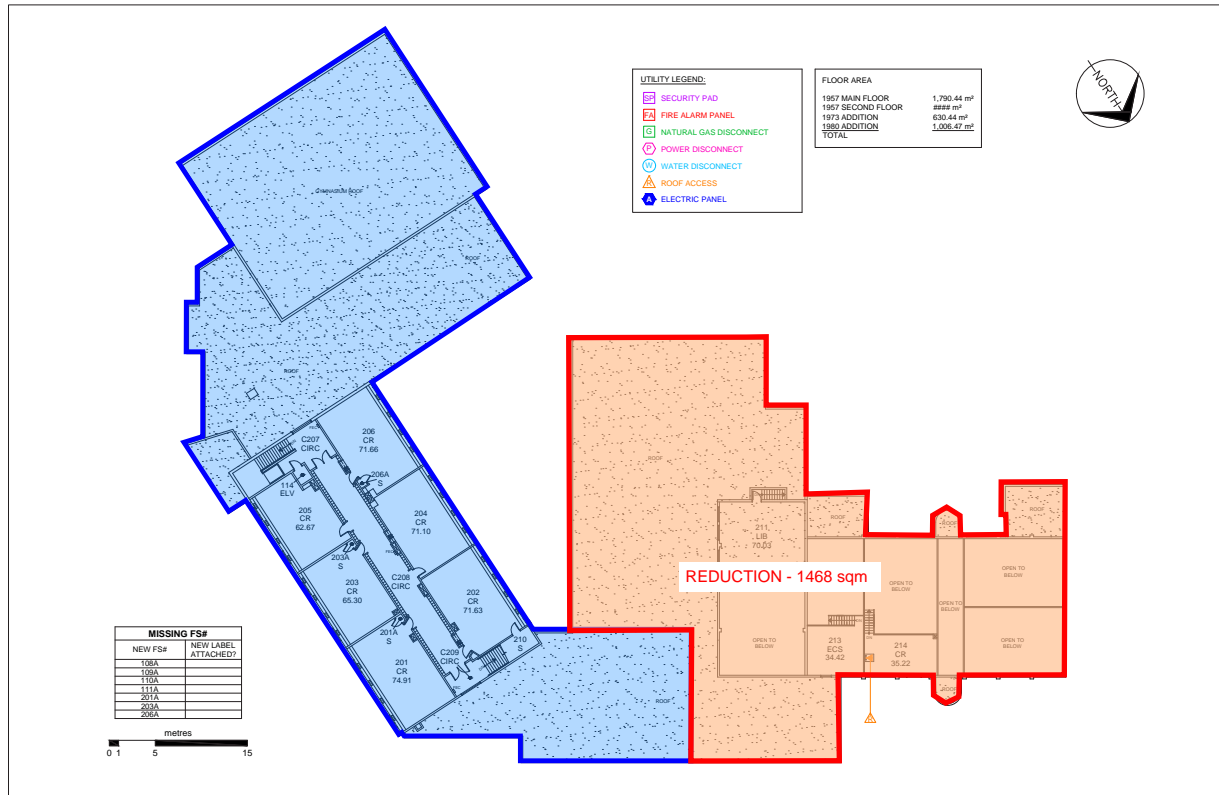 UTILITY LEGEND:
SP SECURITY PAD
FA FIRE ALARM PANEL
G NATURAL GAS DISCONNECT
P POWER DISCONNECT
W WATER DISCONNECT
R ROOF ACCESS
A ELECTRIC PANEL
FLOOR AREA
1957 MAIN FLOOR 1,790.44 m²
1957 SECOND FLOOR #### m²
1973 ADDITION 630.44 m²
1980 ADDITION 1,006.47 m²
TOTAL
NORTH
GYMNASIUM ROOF
ROOF
ROOF
206
CR
71.66
C207
CIRC
114
ELV
206A
S
205
CR
62.67
204
CR
71.10
203A
S
203
CR
65.30
C208
CIRC
202
CR
71.63
201A
S
201
CR
74.91
C209
CIRC
210
S
ROOF
ROOF
211
LIB
70.03
ROOF
ROOF
ROOF
REDUCTION - 1468 sqm
OPEN TO
BELOW
OPEN TO
BELOW
OPEN TO
BELOW
OPEN TO
BELOW
OPEN TO
BELOW
213
ECS
34.42
214
CR
35.22
ROOF
R
MISSING FS#
NEW FS# NEW LABEL
ATTACHED?
108A
109A
110A
111A
201A
203A
206A
metres
0 1 5 15